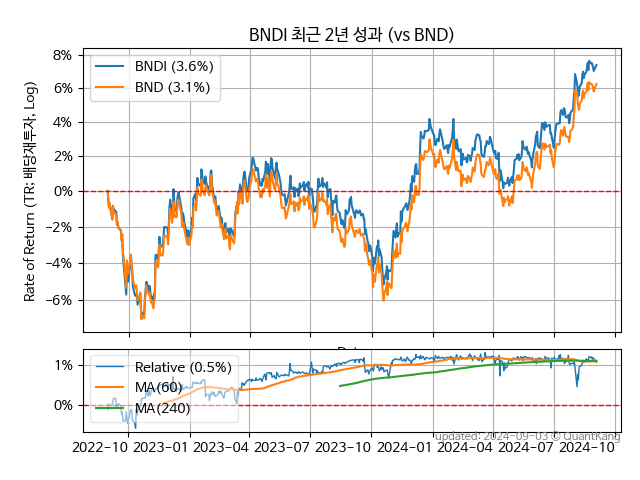 BNDI 최근 2년 성과 (vs BND)
Rate of Return (TR: 배당재투자, Log)
8%
6%
4%
2%
0%
−2%
−4%
−6%
BNDI (3.6%)
BND (3.1%)
1%
0%
Relative (0.5%)
MA(60)
MA(240)
updated: 2024-09-03 © QuantKang
2022-10 2023-01 2023-04 2023-07 2023-10 2024-01 2024-04 2024-07 2024-10